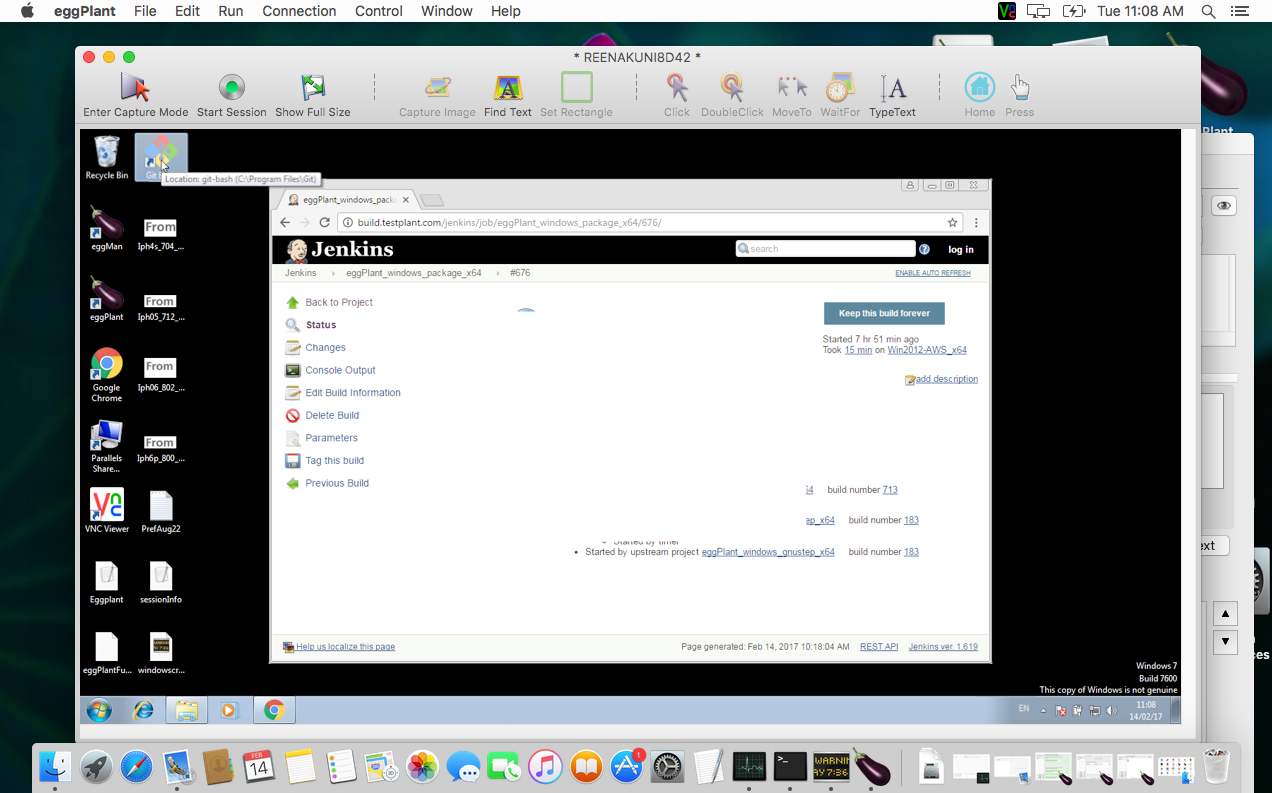 eggPlant File Edit Run Connection Control Window Help Tue 11:08 AM
* REENAKUNI8D42 *
Enter Capture Mode Start Session Show Full Size Capture Image Find Text Set Rectangle Click DoubleClick MoveTo WaitFor TypeText Home Press
Recycle Bin
Location: git-bash (C:\Program Files\Git)
eggMan
From
Iph4s_704_...
eggPlant
From
Iph05_712_...
Google Chrome
From
Iph06_802_...
Parallels Share...
From
Iph6p_800_...
VNC Viewer
PrefAug22
Eggplant
sessionInfo
eggPlantFu...
windowscr...
eggPlant_windows_pack
build.testplant.com/jenkins/job/eggPlant_windows_package_x64/676/
Jenkins
search
log in
Jenkins eggPlant_windows_package_x64 #676
ENABLE AUTO REFRESH
Back to Project
Status
Changes
Console Output
Edit Build Information
Delete Build
Parameters
Tag this build
Previous Build
Keep this build forever
Started 7 hr 51 min ago
Took 15 min on Win2012-AWS_x64
add description
build number 713
ep_x64 build number 183
Started by timer
• Started by upstream project eggPlant_windows_gnustep_x64 build number 183
Help us localize this page
Page generated: Feb 14, 2017 10:18:04 AM REST API Jenkins ver. 1.619
Windows 7
Build 7600
This copy of Windows is not genuine
EN
11:08
14/02/17
FEB
14
1